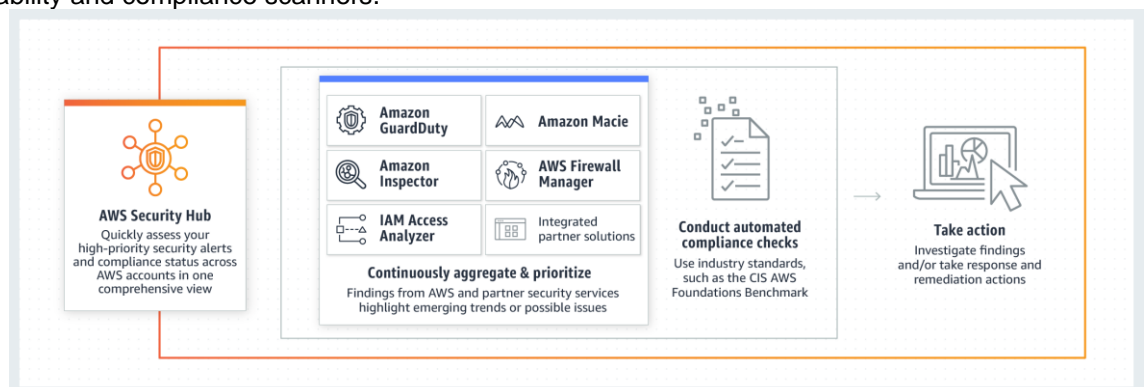 ability and compliance scanners.
AWS Security Hub
Quickly assess your
high-priority security alerts
and compliance status across
AWS accounts in one
comprehensive view
Amazon
GuardDuty
Amazon Macie
Amazon
Inspector
AWS Firewall
Manager
IAM Access
Analyzer
Integrated
partner solutions
Continuously aggregate & prioritize
Findings from AWS and partner security services
highlight emerging trends or possible issues
Conduct automated
compliance checks
Use industry standards,
such as the CIS AWS
Foundations Benchmark
Take action
Investigate findings
and/or take response and
remediation actions